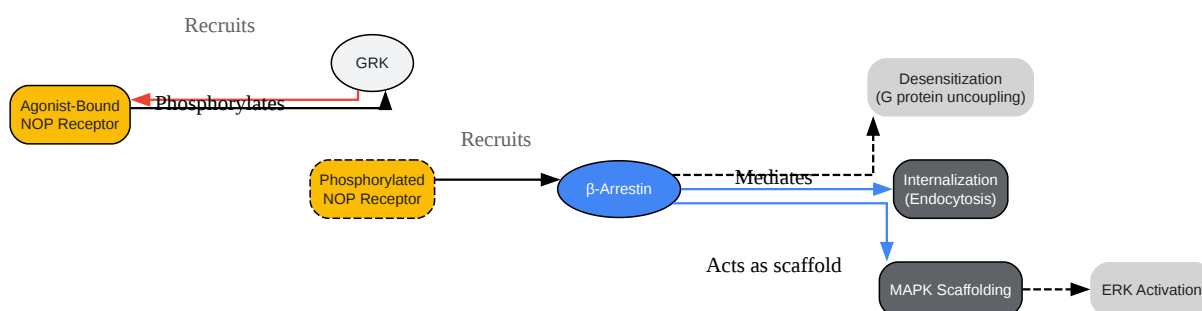 Recruits
GRK
Agonist-Bound
NOP Receptor
Phosphorylates
Desensitization
(G protein uncoupling)
Recruits
Phosphorylated
NOP Receptor
β-Arrestin
Mediates
Internalization
(Endocytosis)
Acts as scaffold
MAPK Scaffolding
ERK Activation